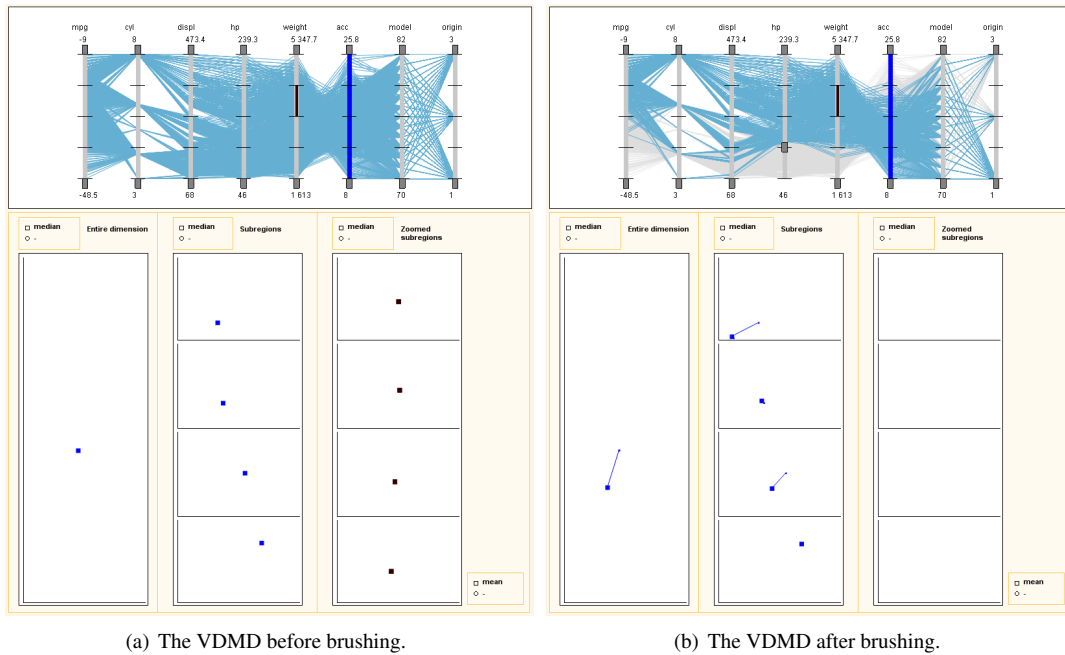 mpg cyl displ hp weight acc model origin
-9 8 473.4 239.3 5 347.7 25.8 82 3
-48.5 3 68 46 1 613 8 70 1
median
-
Entire dimension
median
-
Subregions
median
-
Zoomed
subregions
mean
-
(a) The VDMD before brushing.
mpg cyl displ hp weight acc model origin
-9 8 473.4 239.3 5 347.7 25.8 82 3
-48.5 3 68 46 1 613 8 70 1
median
-
Entire dimension
median
-
Subregions
median
-
Zoomed
subregions
mean
-
(b) The VDMD after brushing.